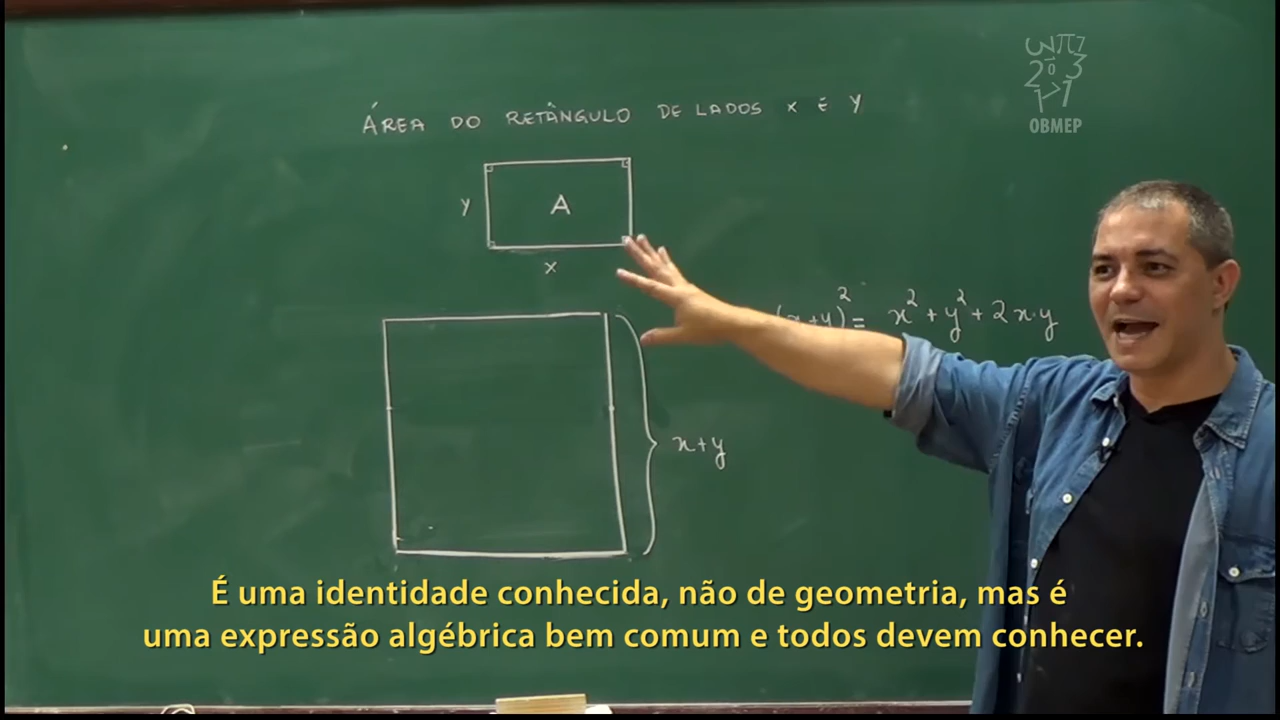 OBMEP
ÁREA DO RETÂNGULO DE LADOS X E Y
y
A
x
(x+y)² = x² + y² + 2x·y
x+y
É uma identidade conhecida, não de geometria, mas é
uma expressão algébrica bem comum e todos devem conhecer.